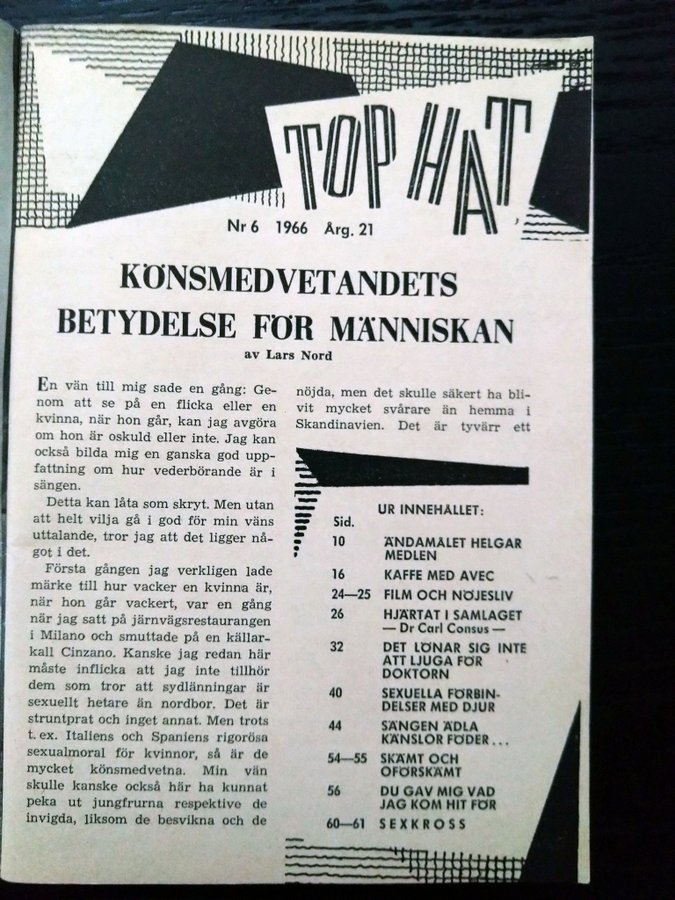 TOP HAT
Nr 6 1966 Årg. 21
KÖNSMEDVETANDETS
BETYDELSE FÖR MÄNNISKAN
av Lars Nord
En vän till mig sade en gång: Ge-
nom att se på en flicka eller en
kvinna, när hon går, kan jag avgöra
om hon är oskuld eller inte. Jag kan
också bilda mig en ganska god upp-
fattning om hur vederbörande är i
sängen.
Detta kan låta som skryt. Men utan
att helt vilja gå i god för min väns
uttalande, tror jag att det ligger nå-
got i det.
Första gången jag verkligen lade
märke till hur vacker en kvinna är,
när hon går vackert, var en gång
när jag satt på järnvägsrestaurangen
i Milano och smuttade på en källar-
kall Cinzano. Kanske jag redan här
måste inflicka att jag inte tillhör
dem som tror att sydlänningar är
sexuellt hetare än nordbor. Det är
struntprat och inget annat. Men trots
t. ex. Italiens och Spaniens rigorösa
sexualmoral för kvinnor, så är de
mycket könsmedvetna. Min vän
skulle kanske också här ha kunnat
peka ut jungfrurna respektive de
invigda, liksom de besvikna och de
nöjda, men det skulle säkert ha bli-
vit mycket svårare än hemma i
Skandinavien. Det är tyvärr ett
UR INNEHÅLLET:
Sid.
10 ÄNDAMÅLET HELGAR
MEDLEN
16 KAFFE MED AVEC
24—25 FILM OCH NÖJESLIV
26 HJÄRTAT I SAMLAGET
— Dr Carl Consus —
32 DET LÖNAR SIG INTE
ATT LJUGA FÖR
DOKTORN
40 SEXUELLA FÖRBIN-
DELSER MED DJUR
44 SÄNGEN ÄDLA
KÄNSLOR FÖDER...
54—55 SKÄMT OCH
OFÖRSKÄMT
56 DU GAV MIG VAD
JAG KOM HIT FÖR
60—61 SEXKROSS